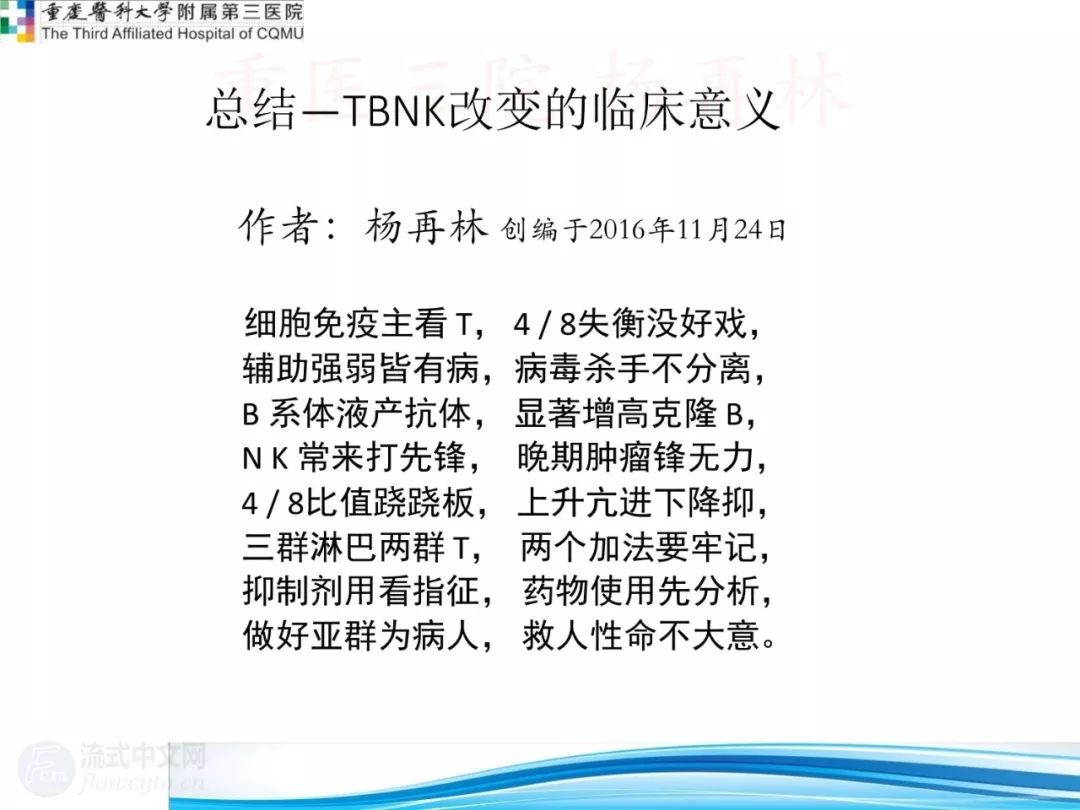 重庆医科大学附属第三医院
The Third Affiliated Hospital of CQMU
重医三院 杨再林
总结—TBNK改变的临床意义
作者：杨再林 创编于2016年11月24日
细胞免疫主看 T， 4 / 8失衡没好戏，
辅助强弱皆有病， 病毒杀手不分离，
B 系体液产抗体， 显著增高克隆 B，
N K 常来打先锋， 晚期肿瘤锋无力，
4 / 8比值跷跷板， 上升亢进下降抑，
三群淋巴两群 T， 两个加法要牢记，
抑制剂用看指征， 药物使用先分析，
做好亚群为病人， 救人性命不大意。
流式中文网
flowcyto.cn